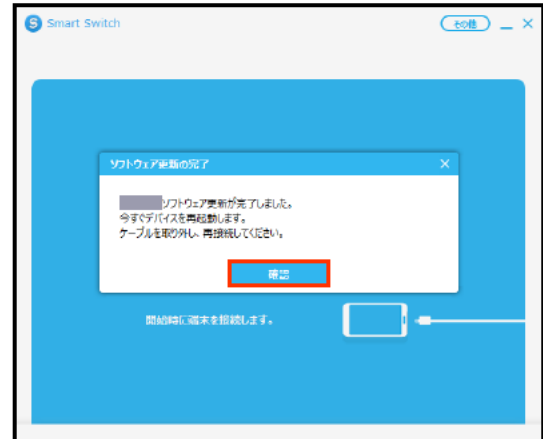 Smart Switch
その他
ソフトウェア更新の完了
ソフトウェア更新が完了しました。
今すぐデバイスを再起動します。
ケーブルを取り外し、再接続してください。
確認
開始時に端末を接続します。